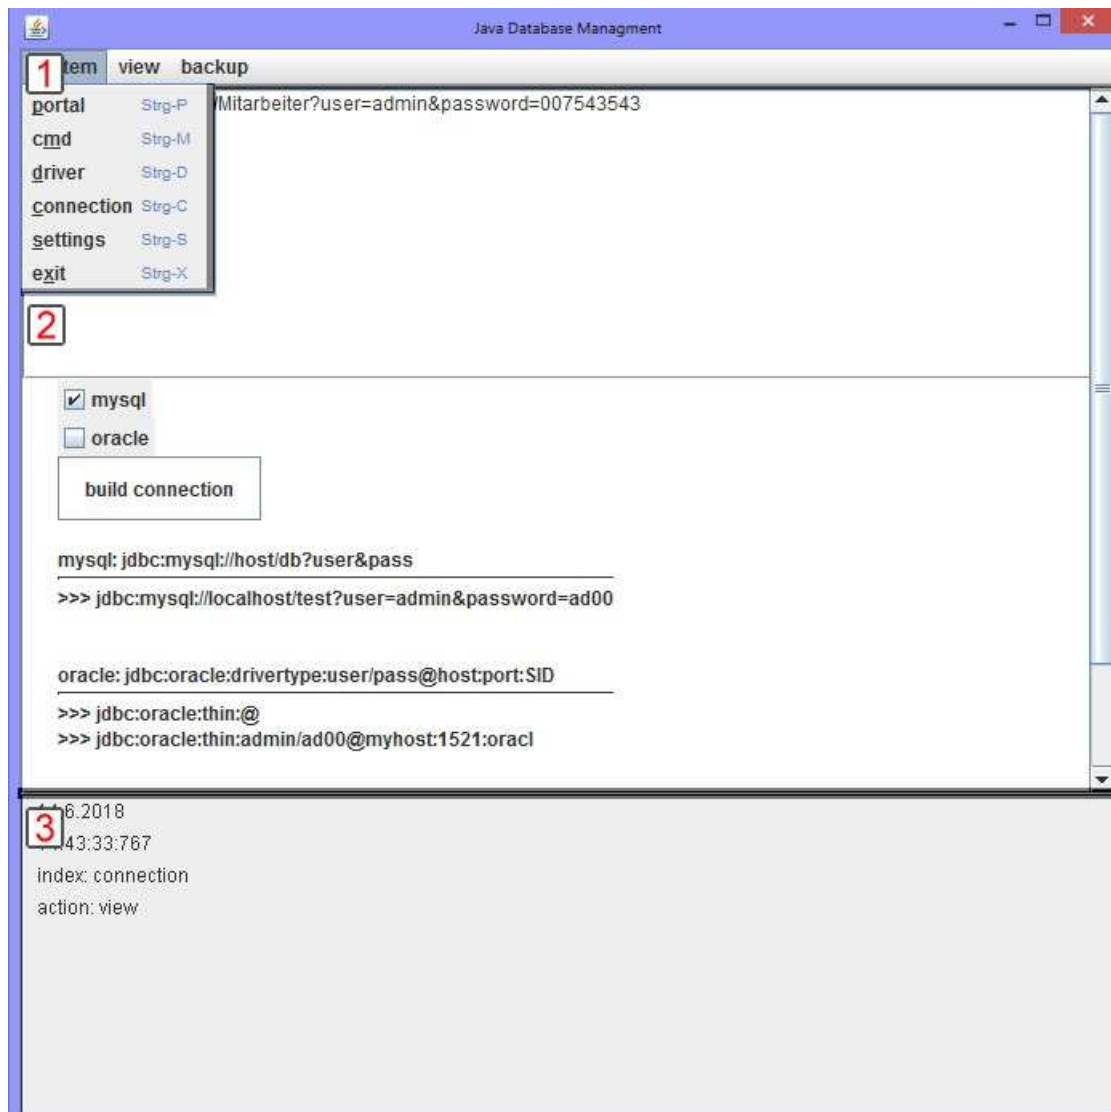 Java Database Managment
1
tem view backup
portal Strg-P
/Mitarbeiter?user=admin&password=007543543
cmd Strg-M
driver Strg-D
connection Strg-C
settings Strg-S
exit Strg-X
2
mysql
oracle
build connection
mysql: jdbc:mysql://host/db?user&pass
>>> jdbc:mysql://localhost/test?user=admin&password=ad00
oracle: jdbc:oracle:drivertype:user/pass@host:port:SID
>>> jdbc:oracle:thin:@
>>> jdbc:oracle:thin:admin/ad00@myhost:1521:oracl
6.2018
3
43:33:767
index: connection
action: view